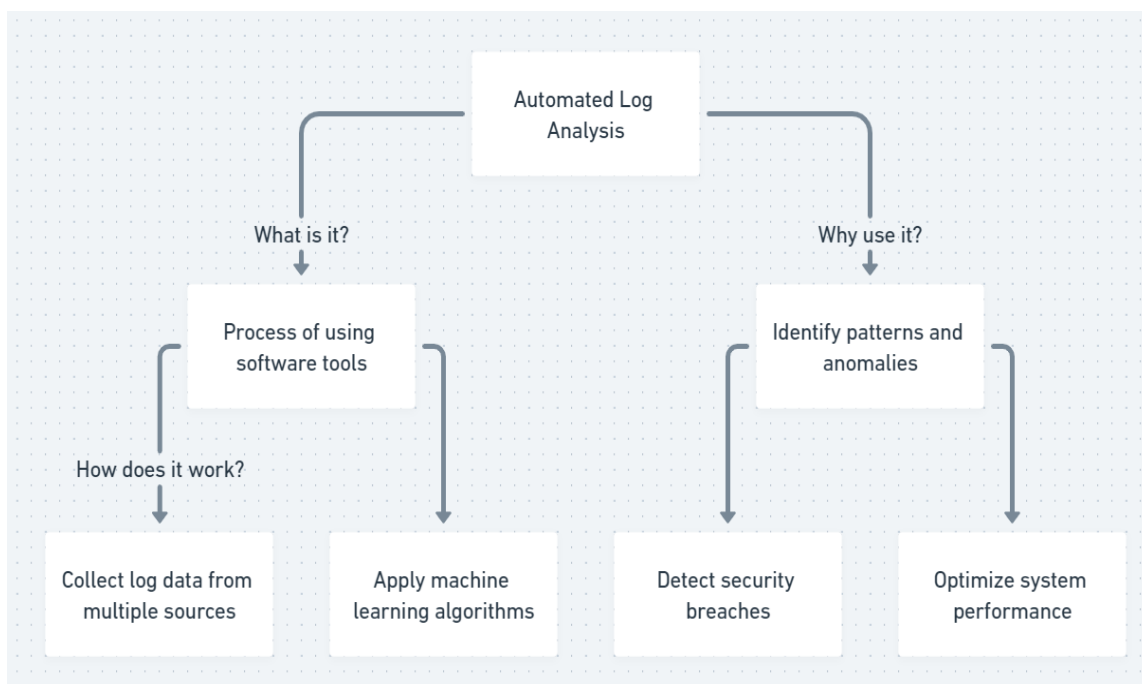 Automated Log
Analysis
What is it?
Why use it?
Process of using
software tools
Identify patterns and
anomalies
How does it work?
Collect log data from
multiple sources
Apply machine
learning algorithms
Detect security
breaches
Optimize system
performance